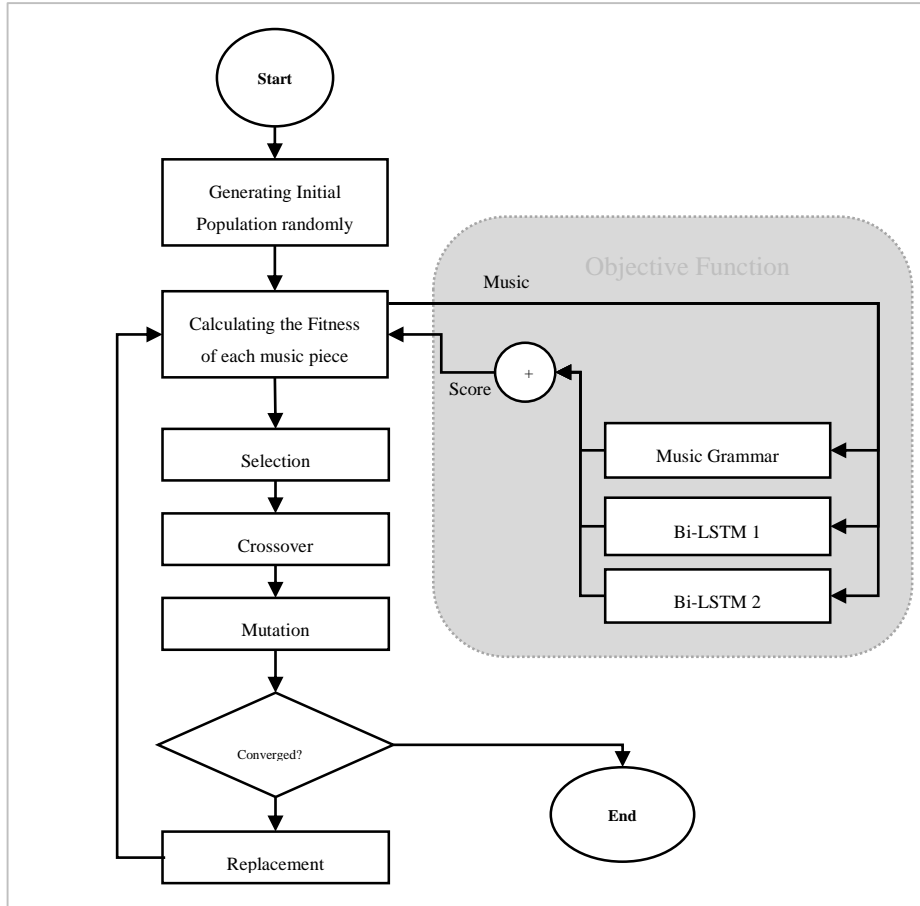 Start
Generating Initial
Population randomly
Objective Function
Music
Calculating the Fitness
of each music piece
+
Score
Selection
Music Grammar
Crossover
Bi-LSTM 1
Mutation
Bi-LSTM 2
Converged?
End
Replacement